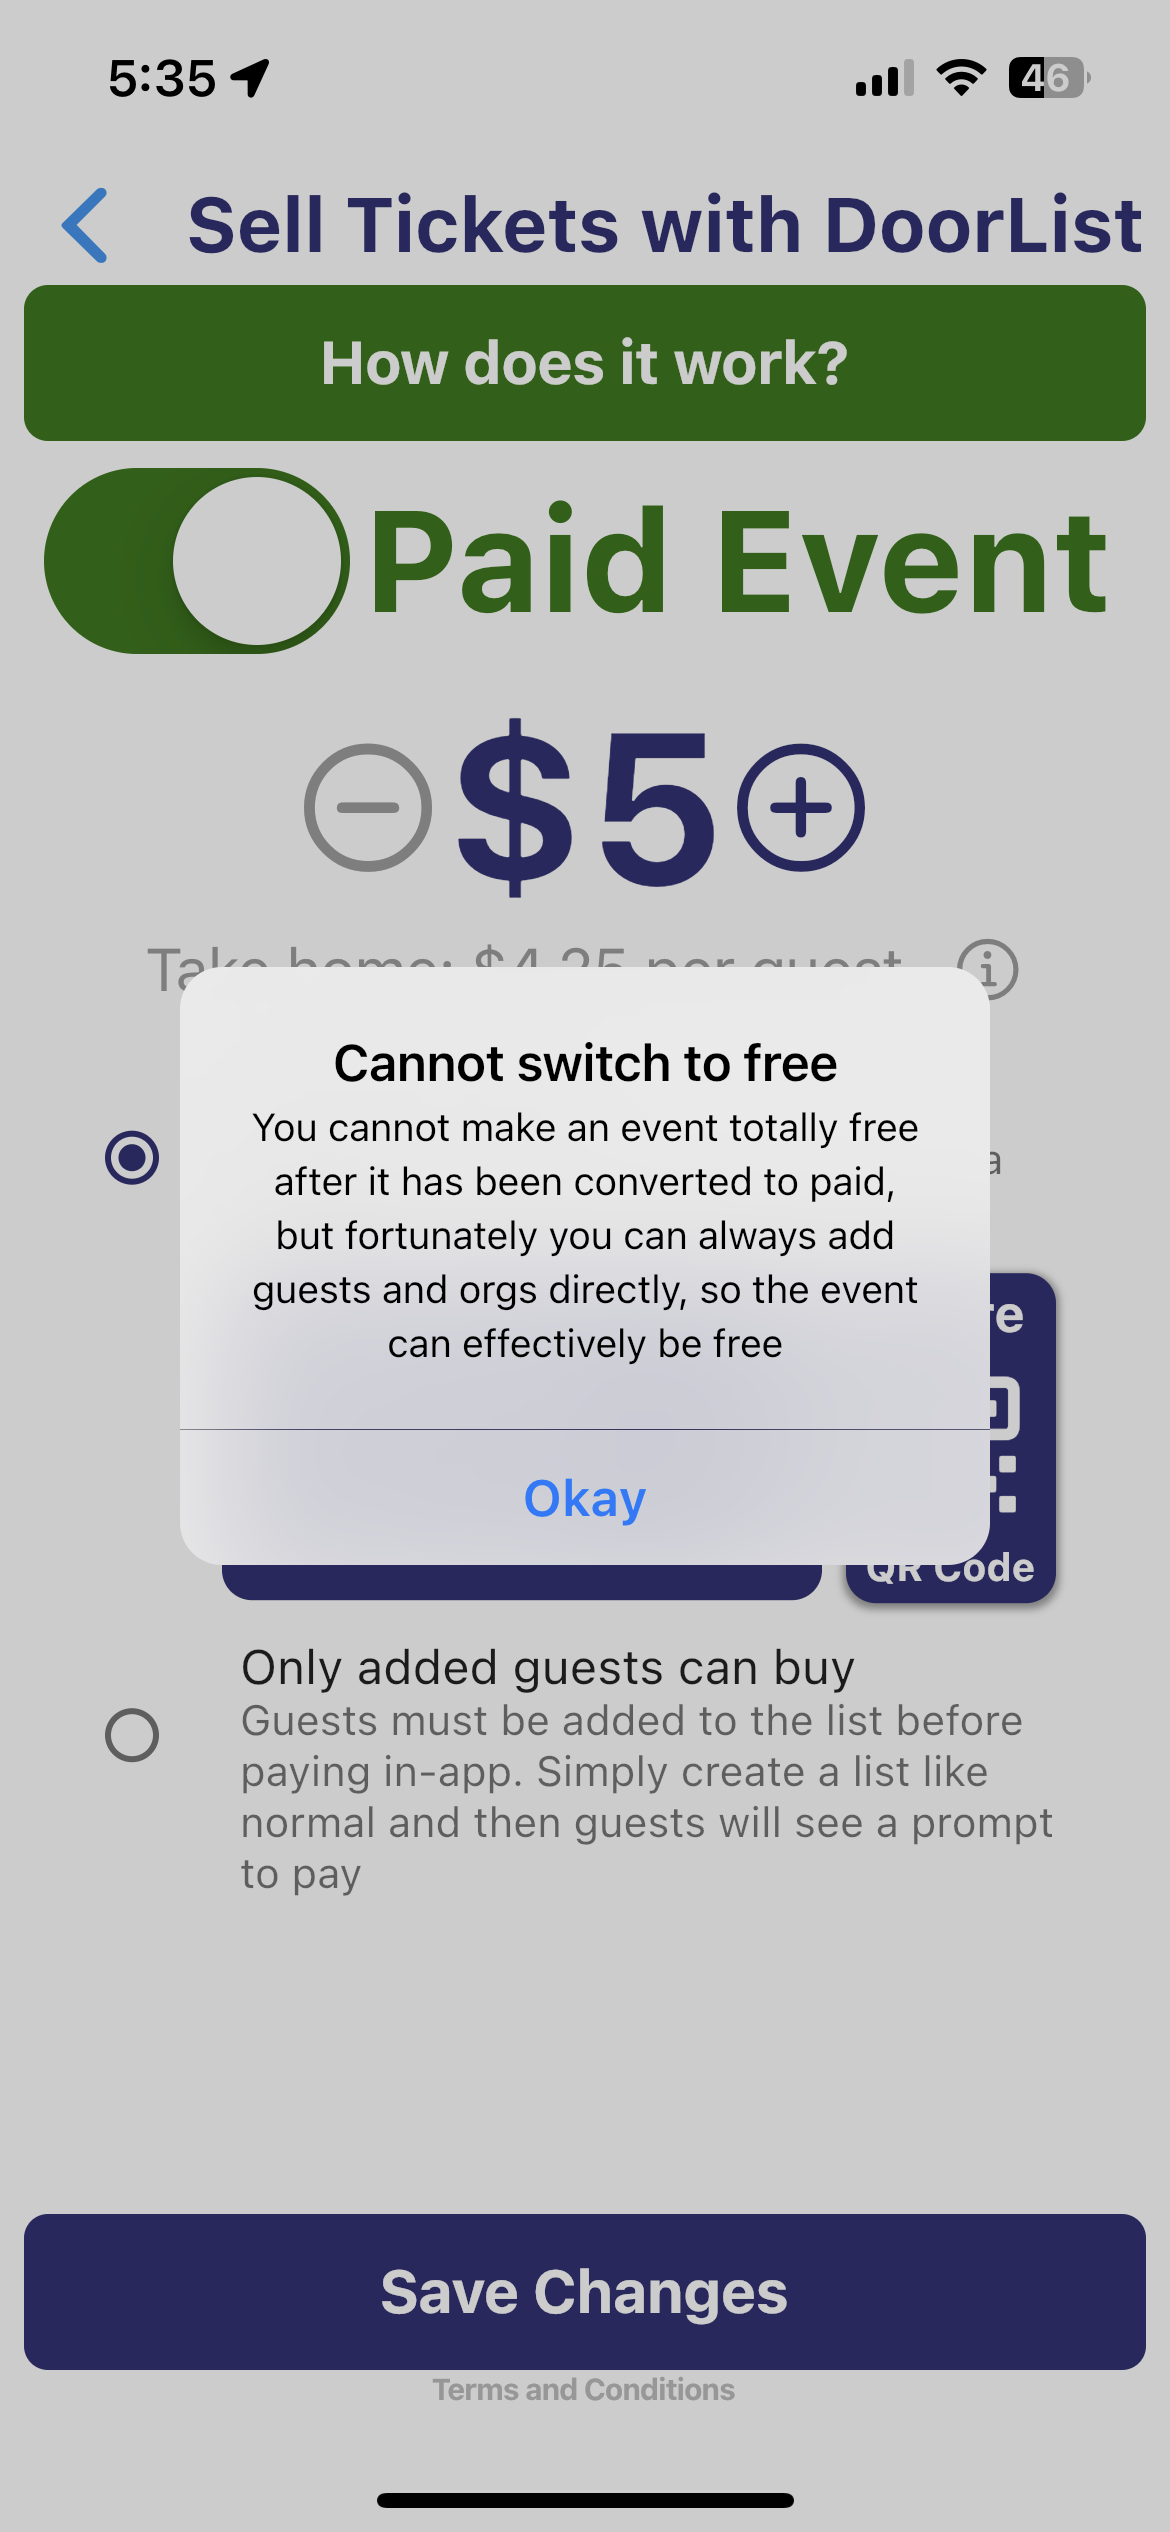 5:35
46
Sell Tickets with DoorList
How does it work?
Paid Event
$5
Take home: $4.25 per guest
Cannot switch to free
You cannot make an event totally free
after it has been converted to paid,
but fortunately you can always add
guests and orgs directly, so the event
can effectively be free
Okay
QR Code
Only added guests can buy
Guests must be added to the list before
paying in-app. Simply create a list like
normal and then guests will see a prompt
to pay
Save Changes
Terms and Conditions